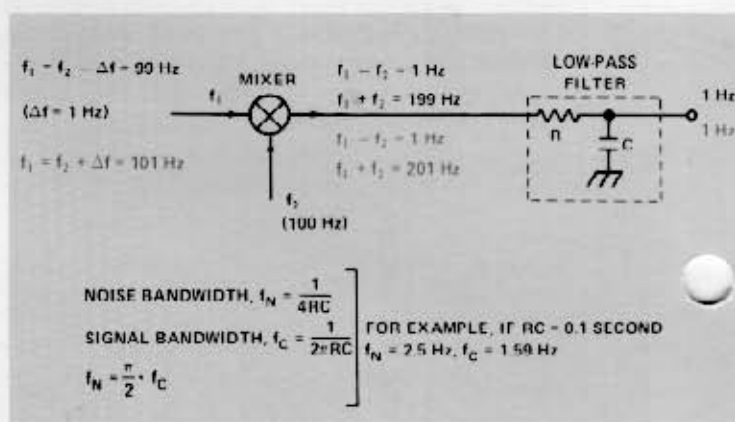 f₁ = f₂ − Δf = 99 Hz
(Δf = 1 Hz)
f₁ = f₂ + Δf = 101 Hz
f₁
MIXER
f₂
(100 Hz)
f₁ − f₂ = 1 Hz
f₁ + f₂ = 199 Hz
f₁ − f₂ = 1 Hz
f₁ + f₂ = 201 Hz
LOW-PASS
FILTER
R
C
1 Hz
1 Hz
NOISE BANDWIDTH, f_N = 1/4RC
SIGNAL BANDWIDTH, f_C = 1/2πRC
f_N = π/2 · f_C
FOR EXAMPLE, IF RC = 0.1 SECOND
f_N = 2.5 Hz, f_C = 1.59 Hz